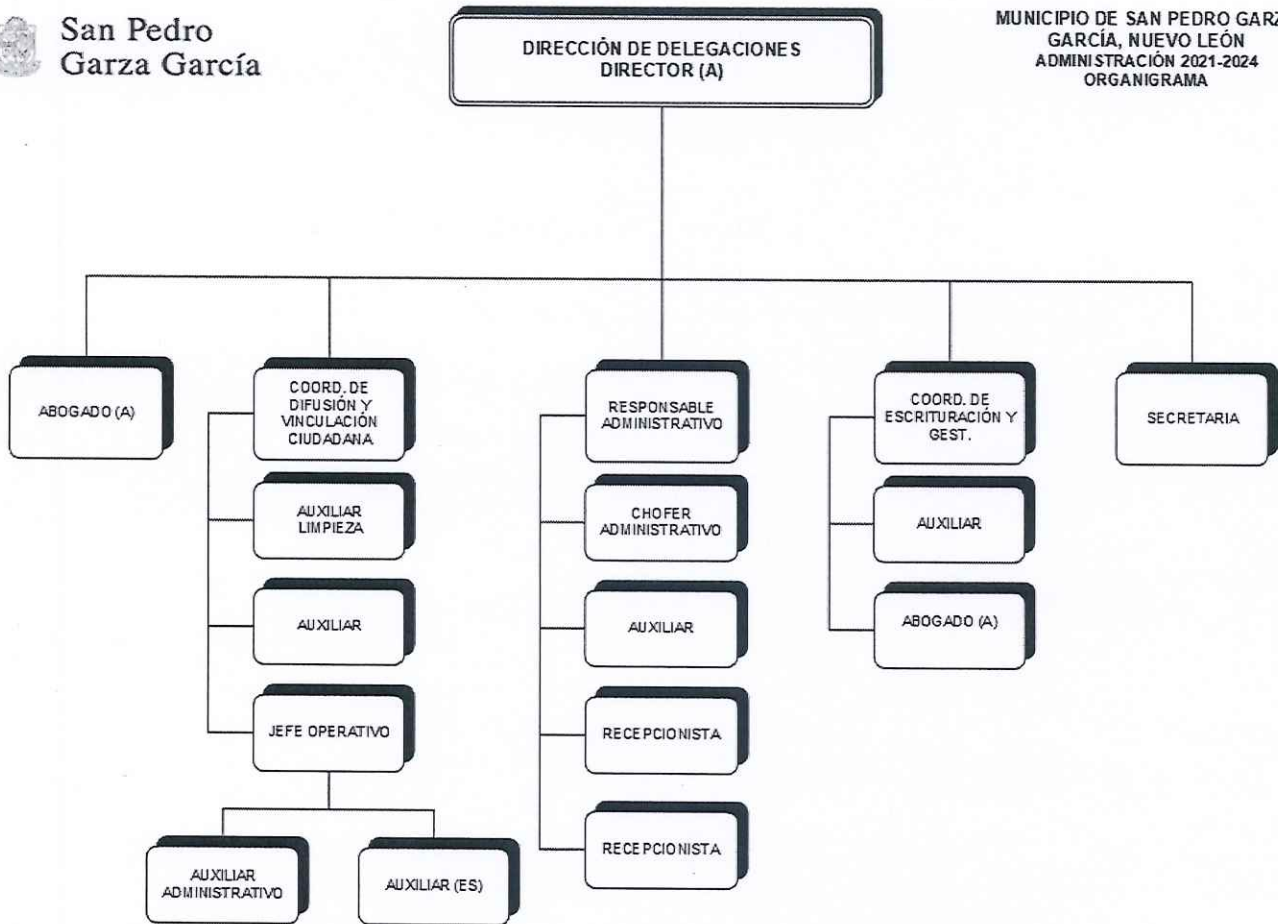 San Pedro
Garza García
DIRECCIÓN DE DELEGACIONES
DIRECTOR (A)
MUNICIPIO DE SAN PEDRO GARZ
GARCÍA, NUEVO LEÓN
ADMINISTRACIÓN 2021-2024
ORGANIGRAMA
ABOGADO (A)
COORD. DE
DIFUSIÓN Y
VINCULACIÓN
CIUDADANA
RESPONSABLE
ADMINISTRATIVO
COORD. DE
ESCRITURACIÓN Y
GEST.
SECRETARIA
AUXILIAR
LIMPIEZA
CHOFER
ADMINISTRATIVO
AUXILIAR
AUXILIAR
AUXILIAR
ABOGADO (A)
JEFE OPERATIVO
RECEPCIONISTA
AUXILIAR
ADMINISTRATIVO
AUXILIAR (ES)
RECEPCIONISTA